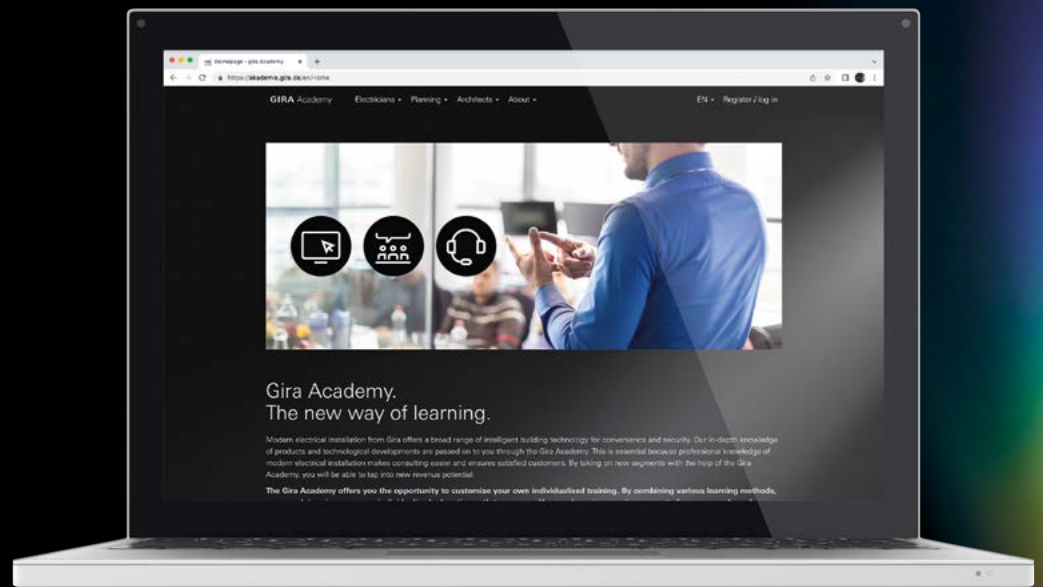 Homepage - gira Academy
https://akademie.gira.de/en/Home
GIRA Academy Electricians Planning Architects About EN Register / log in
Gira Academy.
The new way of learning.
Modern electrical installation from Gira offers a broad range of intelligent building technology for convenience and security. Our in-depth knowledge
of products and technological developments are passed on to you through the Gira Academy. This is essential because professional knowledge of
modern electrical installation makes consulting easier and ensures satisfied customers. By taking on new segments with the help of the Gira
Academy, you will be able to tap into new revenue potential.
The Gira Academy offers you the opportunity to customise your own individualised training. By combining various learning methods,